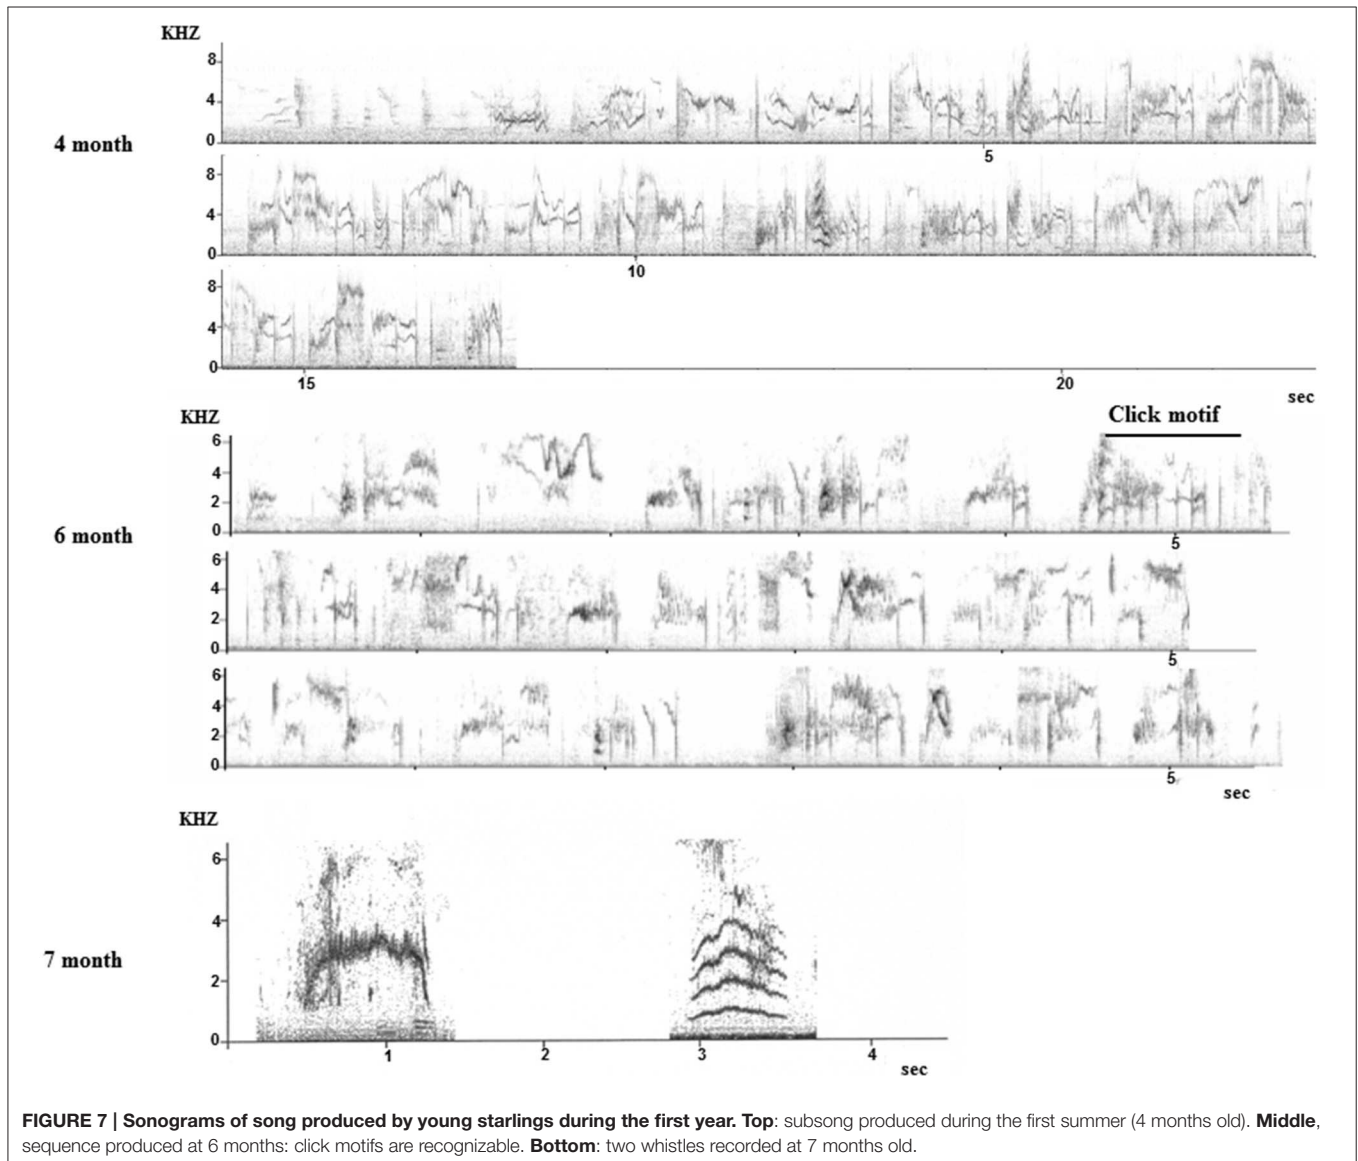 KHZ
8
4
0
4 month
5
8
4
0
10
8
4
0
15 20
sec
KHZ
Click motif
6
4
2
0
6 month
5
6
4
2
0
5
6
4
2
0
5
sec
KHZ
6
4
2
0
7 month
1 2 3 4
sec
FIGURE 7 | Sonograms of song produced by young starlings during the first year. Top: subsong produced during the first summer (4 months old). Middle,
sequence produced at 6 months: click motifs are recognizable. Bottom: two whistles recorded at 7 months old.